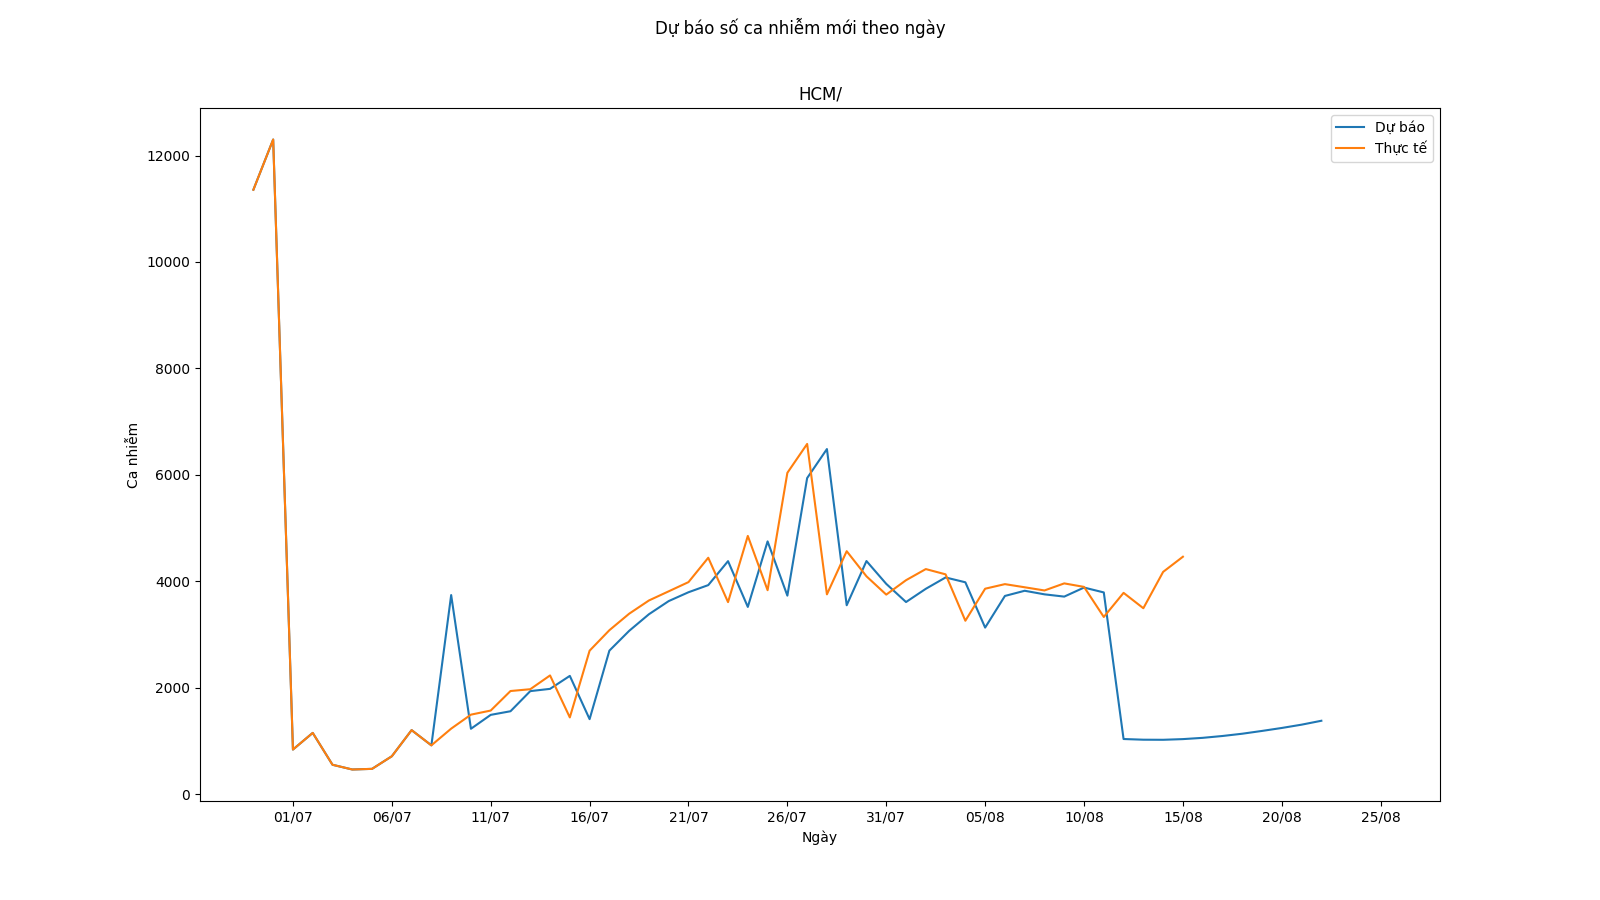 Dự báo số ca nhiễm mới theo ngày
HCM/
Dự báo
Thực tế
12000
10000
8000
6000
4000
2000
0
Ca nhiễm
01/07 06/07 11/07 16/07 21/07 26/07 31/07 05/08 10/08 15/08 20/08 25/08
Ngày